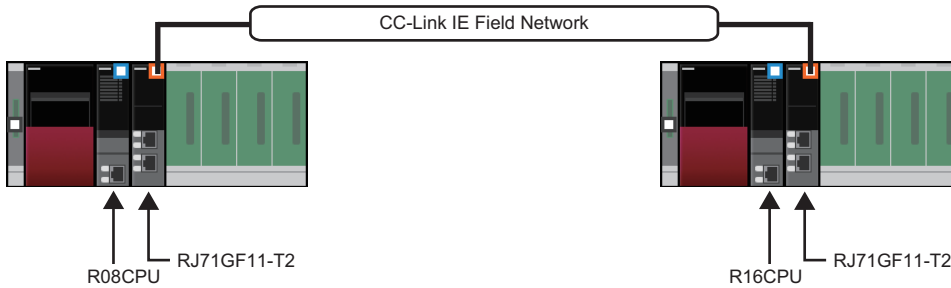 CC-Link IE Field Network
RJ71GF11-T2
R08CPU
RJ71GF11-T2
R16CPU